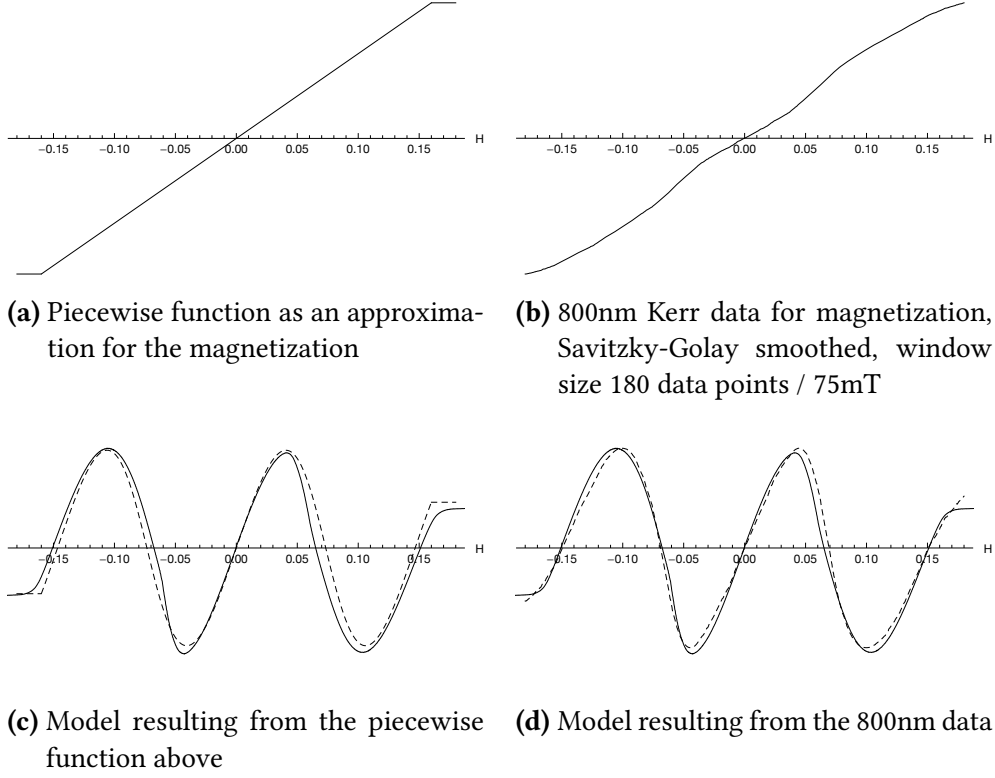 −0.15 −0.10 −0.05 0.00 0.05 0.10 0.15 H
−0.15 −0.10 −0.05 0.00 0.05 0.10 0.15 H
(a) Piecewise function as an approxima-
tion for the magnetization
(b) 800nm Kerr data for magnetization,
Savitzky-Golay smoothed, window
size 180 data points / 75mT
−0.15 −0.10 −0.05 0.00 0.05 0.10 0.15 H
−0.15 −0.10 −0.05 0.00 0.05 0.10 0.15 H
(c) Model resulting from the piecewise
function above
(d) Model resulting from the 800nm data